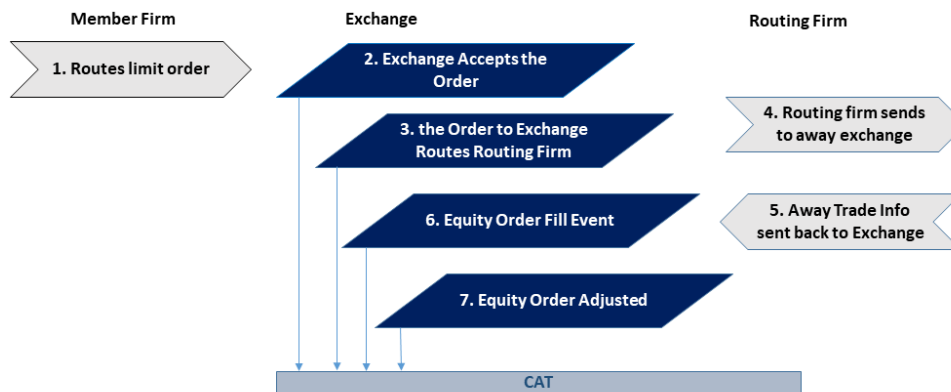 Member Firm
Exchange
Routing Firm
1. Routes limit order
2. Exchange Accepts the
Order
3. the Order to Exchange
Routes Routing Firm
4. Routing firm sends
to away exchange
6. Equity Order Fill Event
5. Away Trade Info
sent back to Exchange
7. Equity Order Adjusted
CAT